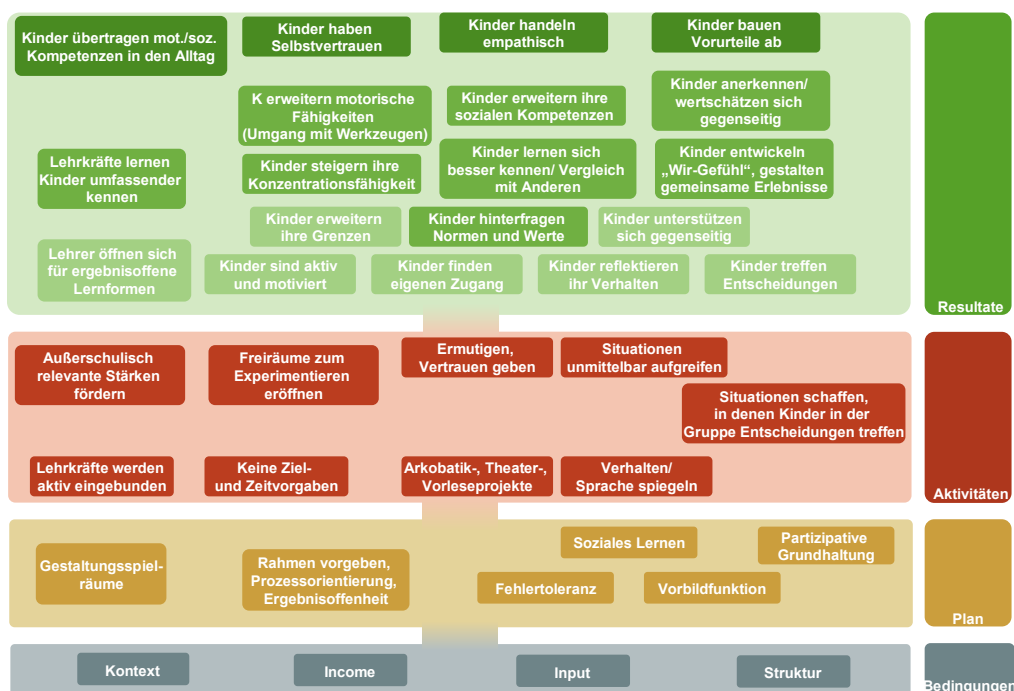 Kinder übertragen mot./soz.
Kompetenzen in den Alltag
Kinder haben
Selbstvertrauen
Kinder handeln
empathisch
Kinder bauen
Vorurteile ab
K erweitern motorische
Fähigkeiten
(Umgang mit Werkzeugen)
Kinder erweitern ihre
sozialen Kompetenzen
Kinder anerkennen/
wertschätzen sich
gegenseitig
Lehrkräfte lernen
Kinder umfassender
kennen
Kinder steigern ihre
Konzentrationsfähigkeit
Kinder lernen sich
besser kennen/ Vergleich
mit Anderen
Kinder entwickeln
„Wir-Gefühl“, gestalten
gemeinsame Erlebnisse
Kinder erweitern
ihre Grenzen
Kinder hinterfragen
Normen und Werte
Kinder unterstützen
sich gegenseitig
Lehrer öffnen sich
für ergebnisoffene
Lernformen
Kinder sind aktiv
und motiviert
Kinder finden
eigenen Zugang
Kinder reflektieren
ihr Verhalten
Kinder treffen
Entscheidungen
Resultate
Außerschulisch
relevante Stärken
fördern
Freiräume zum
Experimentieren
eröffnen
Ermutigen,
Vertrauen geben
Situationen
unmittelbar aufgreifen
Situationen schaffen,
in denen Kinder in der
Gruppe Entscheidungen treffen
Lehrkräfte werden
aktiv eingebunden
Keine Ziel-
und Zeitvorgaben
Arkobatik-, Theater-,
Vorleseprojekte
Verhalten/
Sprache spiegeln
Aktivitäten
Gestaltungsspiel-
räume
Rahmen vorgeben,
Prozessorientierung,
Ergebnisoffenheit
Soziales Lernen
Partizipative
Grundhaltung
Fehlertoleranz
Vorbildfunktion
Plan
Kontext
Income
Input
Struktur
Bedingungen